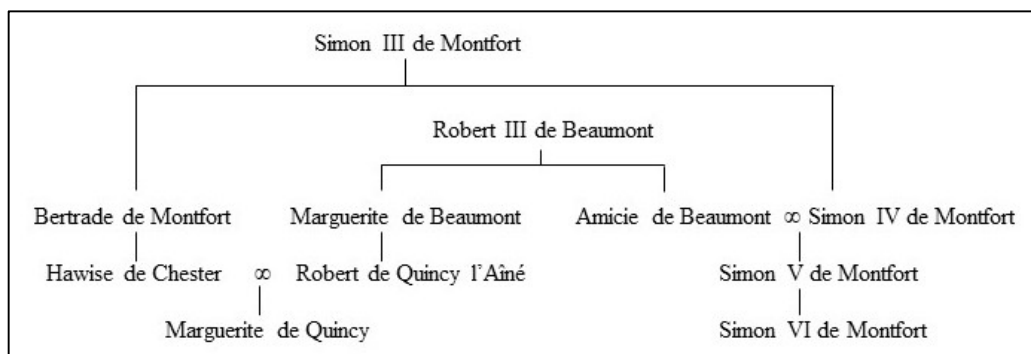 Simon III de Montfort
Robert III de Beaumont
Bertrade de Montfort Marguerite de Beaumont Amicie de Beaumont ∞ Simon IV de Montfort
Hawise de Chester ∞ Robert de Quincy l'Aîné Simon V de Montfort
Marguerite de Quincy Simon VI de Montfort